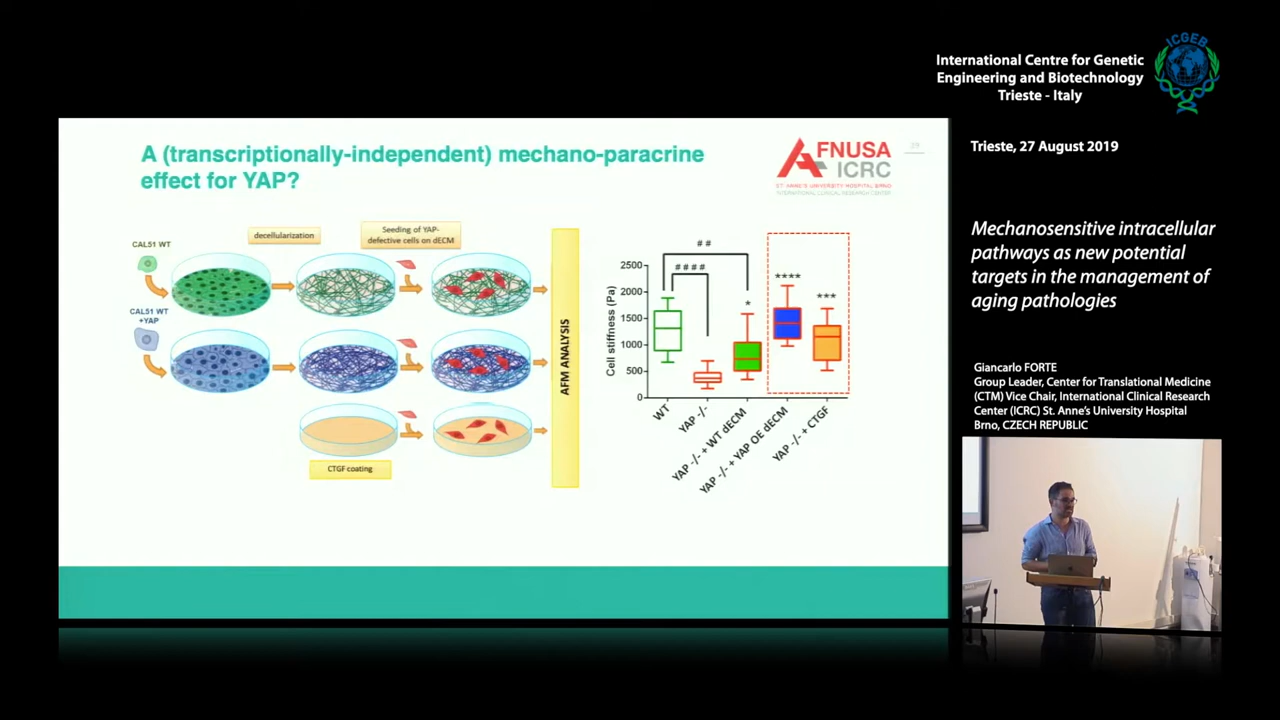 ICGEB
International Centre for Genetic
Engineering and Biotechnology
Trieste - Italy
Trieste, 27 August 2019
Mechanosensitive intracellular
pathways as new potential
targets in the management of
aging pathologies
Giancarlo FORTE
Group Leader, Center for Translational Medicine
(CTM) Vice Chair, International Clinical Research
Center (ICRC) St. Anne's University Hospital
Brno, CZECH REPUBLIC
A (transcriptionally-independent) mechano-paracrine
effect for YAP?
FNUSA
ICRC
ST. ANNE'S UNIVERSITY HOSPITAL BRNO
INTERNATIONAL CLINICAL RESEARCH CENTER
39
CAL51 WT
decellularization
Seeding of YAP-
defective cells on dECM
CAL51 WT
+YAP
CTGF coating
AFM ANALYSIS
Cell stiffness (Pa)
2500
2000
1500
1000
500
0
# #
# # # #
*
****
***
WT
YAP -/-
YAP -/- + WT dECM
YAP -/- + YAP OE dECM
YAP -/- + CTGF